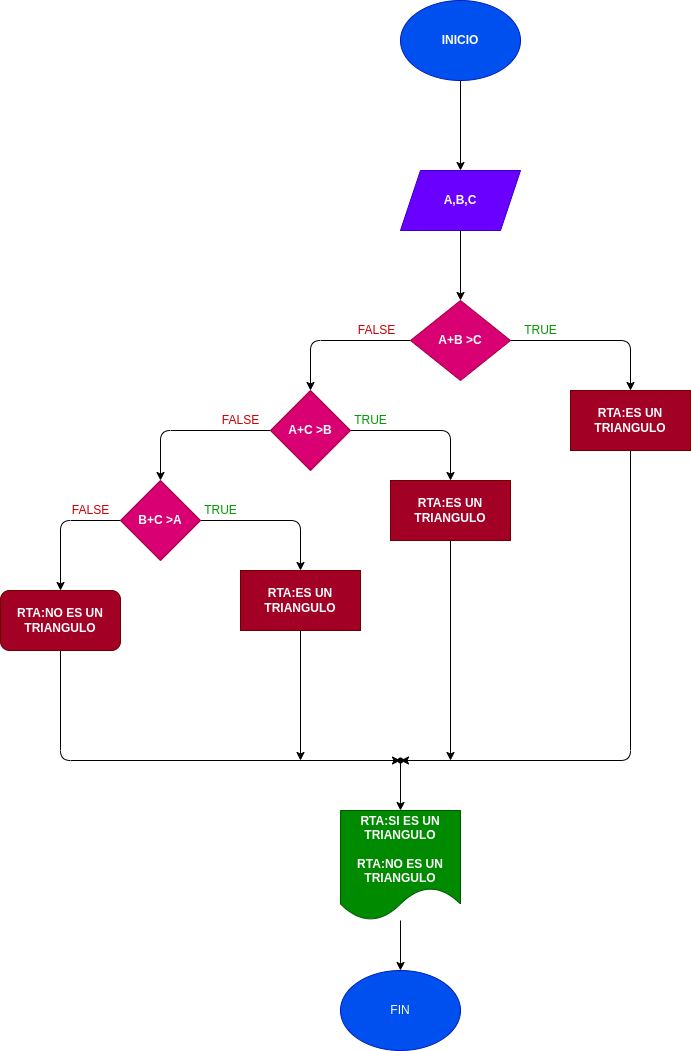 INICIO
A,B,C
A+B >C
FALSE
TRUE
RTA:ES UN
TRIANGULO
A+C >B
FALSE
TRUE
RTA:ES UN
TRIANGULO
B+C >A
FALSE
TRUE
RTA:ES UN
TRIANGULO
RTA:NO ES UN
TRIANGULO
RTA:SI ES UN
TRIANGULO
RTA:NO ES UN
TRIANGULO
FIN